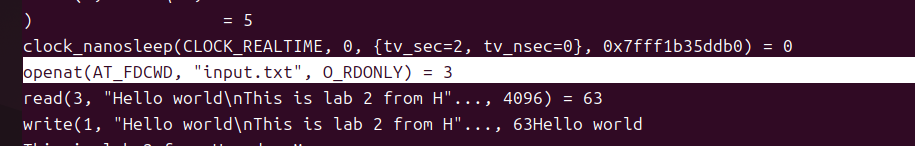 )                         = 5
clock_nanosleep(CLOCK_REALTIME, 0, {tv_sec=2, tv_nsec=0}, 0x7fff1b35ddb0) = 0
openat(AT_FDCWD, "input.txt", O_RDONLY) = 3
read(3, "Hello world\nThis is lab 2 from H"..., 4096) = 63
write(1, "Hello world\nThis is lab 2 from H"..., 63Hello world